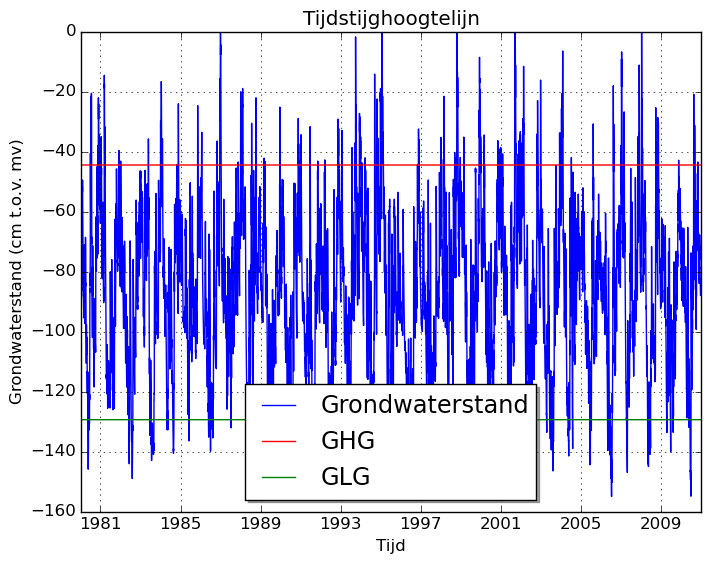 Tijdstijghoogtelijn
Grondwaterstand (cm t.o.v. mv)
0
−20
−40
−60
−80
−100
−120
−140
−160
Grondwaterstand
GHG
GLG
1981 1985 1989 1993 1997 2001 2005 2009
Tijd